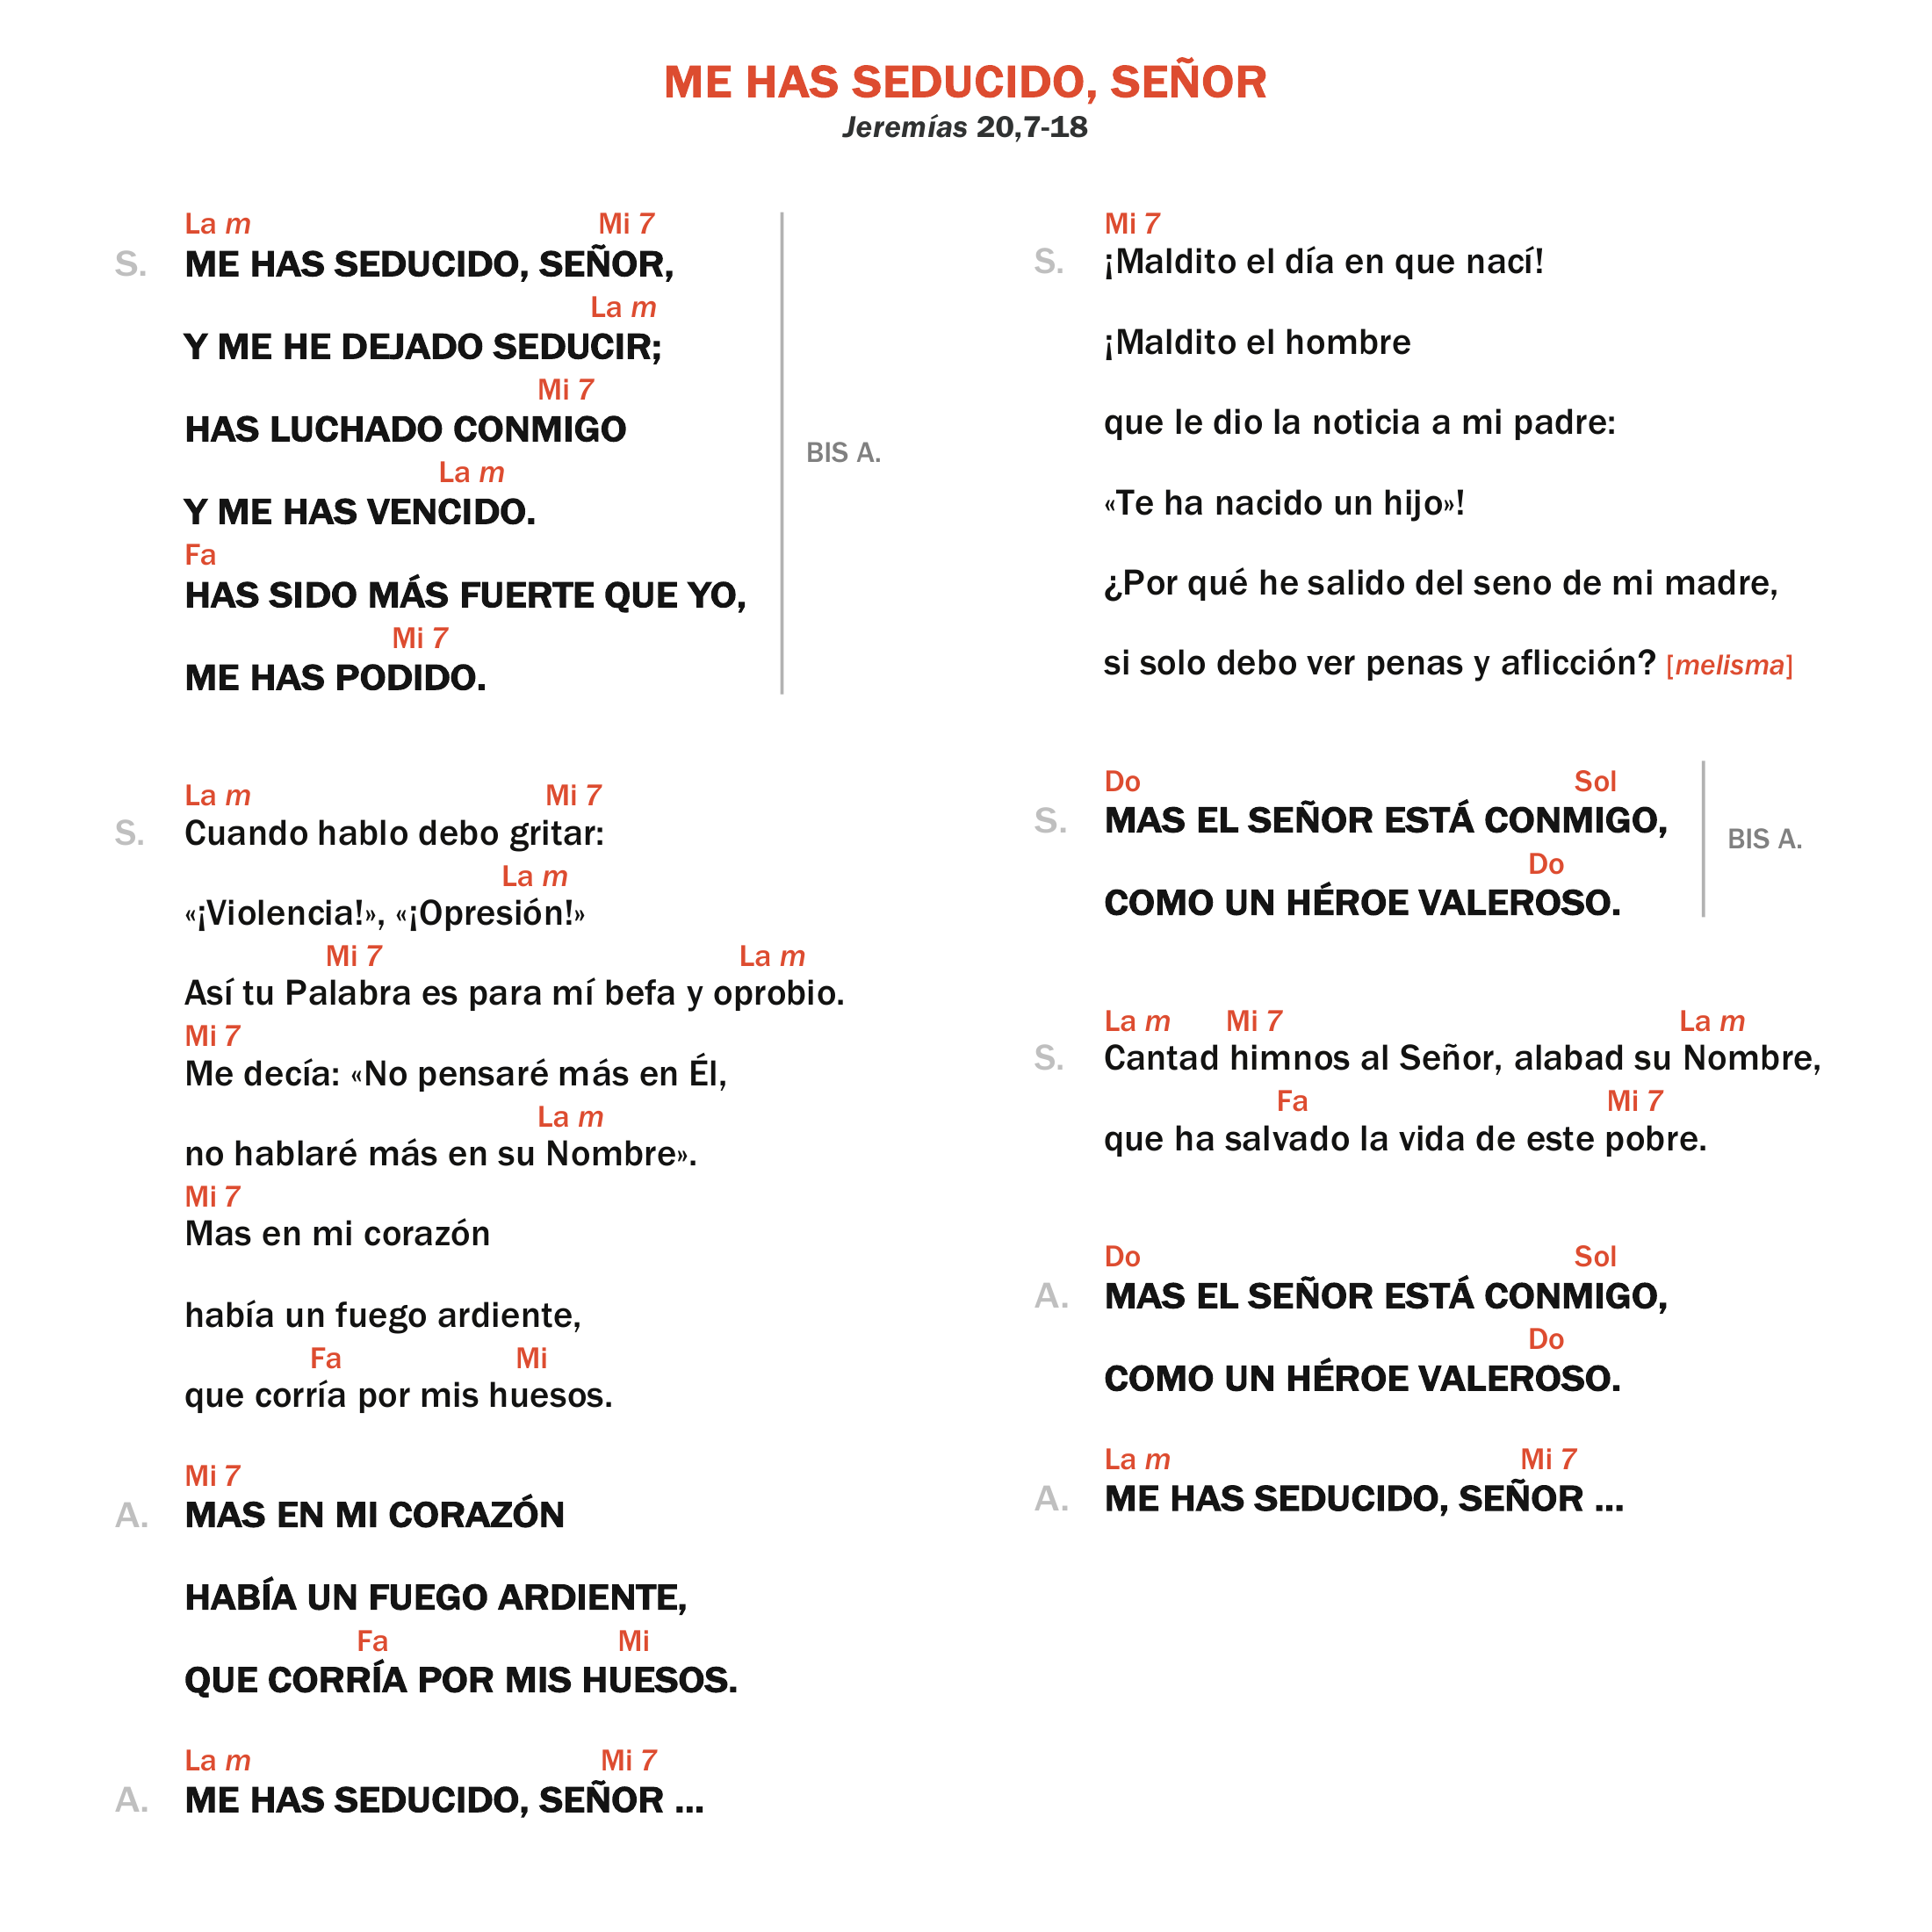 ME HAS SEDUCIDO, SEÑOR
Jeremías 20,7-18
La m Mi 7
S. ME HAS SEDUCIDO, SEÑOR,
La m
Y ME HE DEJADO SEDUCIR;
Mi 7
HAS LUCHADO CONMIGO
BIS A.
La m
Y ME HAS VENCIDO.
Fa
HAS SIDO MÁS FUERTE QUE YO,
Mi 7
ME HAS PODIDO.
La m Mi 7
S. Cuando hablo debo gritar:
La m
«¡Violencia!», «¡Opresión!»
Mi 7 La m
Así tu Palabra es para mí befa y oprobio.
Mi 7
Me decía: «No pensaré más en Él,
La m
no hablaré más en su Nombre».
Mi 7
Mas en mi corazón
había un fuego ardiente,
Fa Mi
que corría por mis huesos.
Mi 7
A. MAS EN MI CORAZÓN
HABÍA UN FUEGO ARDIENTE,
Fa Mi
QUE CORRÍA POR MIS HUESOS.
La m Mi 7
A. ME HAS SEDUCIDO, SEÑOR ...
Mi 7
S. ¡Maldito el día en que nací!
¡Maldito el hombre
que le dio la noticia a mi padre:
«Te ha nacido un hijo»!
¿Por qué he salido del seno de mi madre,
si solo debo ver penas y aflicción? [melisma]
Do Sol
S. MAS EL SEÑOR ESTÁ CONMIGO,
BIS A.
Do
COMO UN HÉROE VALEROSO.
La m Mi 7 La m
S. Cantad himnos al Señor, alabad su Nombre,
Fa Mi 7
que ha salvado la vida de este pobre.
Do Sol
A. MAS EL SEÑOR ESTÁ CONMIGO,
Do
COMO UN HÉROE VALEROSO.
La m Mi 7
A. ME HAS SEDUCIDO, SEÑOR ...